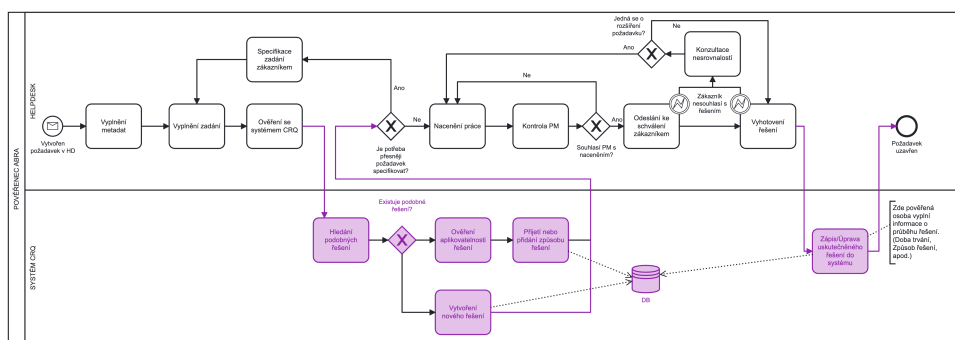 POVĚŘENEC ABRA
HELPDESK
Vytvořen
požadavek v HD
Vyplnění
metadat
Vyplnění zadání
Specifikace
zadání
zákazníkem
Ověření se
systémem CRQ
Ano
Ne
Je potřeba
přesněji
požadavek
specifikovat?
Nacenění práce
Ne
Kontrola PM
Souhlasí PM s
naceněním?
Ano
Odeslání ke
schválení
zákazníkem
Jedná se o
rozšíření
požadavku?
Ano
Ne
Konzultace
nesrovnalostí
Zákazník
nesouhlasí s
řešením
Vyhotovení
řešení
Požadavek
uzavřen
SYSTÉM CRQ
Hledání
podobných
řešení
Existuje podobné
řešení?
Ověření
aplikovatelnosti
řešení
Přijetí nebo
přidání způsobu
řešení
Vytvoření
nového řešení
DB
Zápis/Úprava
uskutečněného
řešení do
systému
Zde pověřená
osoba vyplní
informace o
průběhu řešení.
(Doba trvání,
Způsob řešení,
apod.)